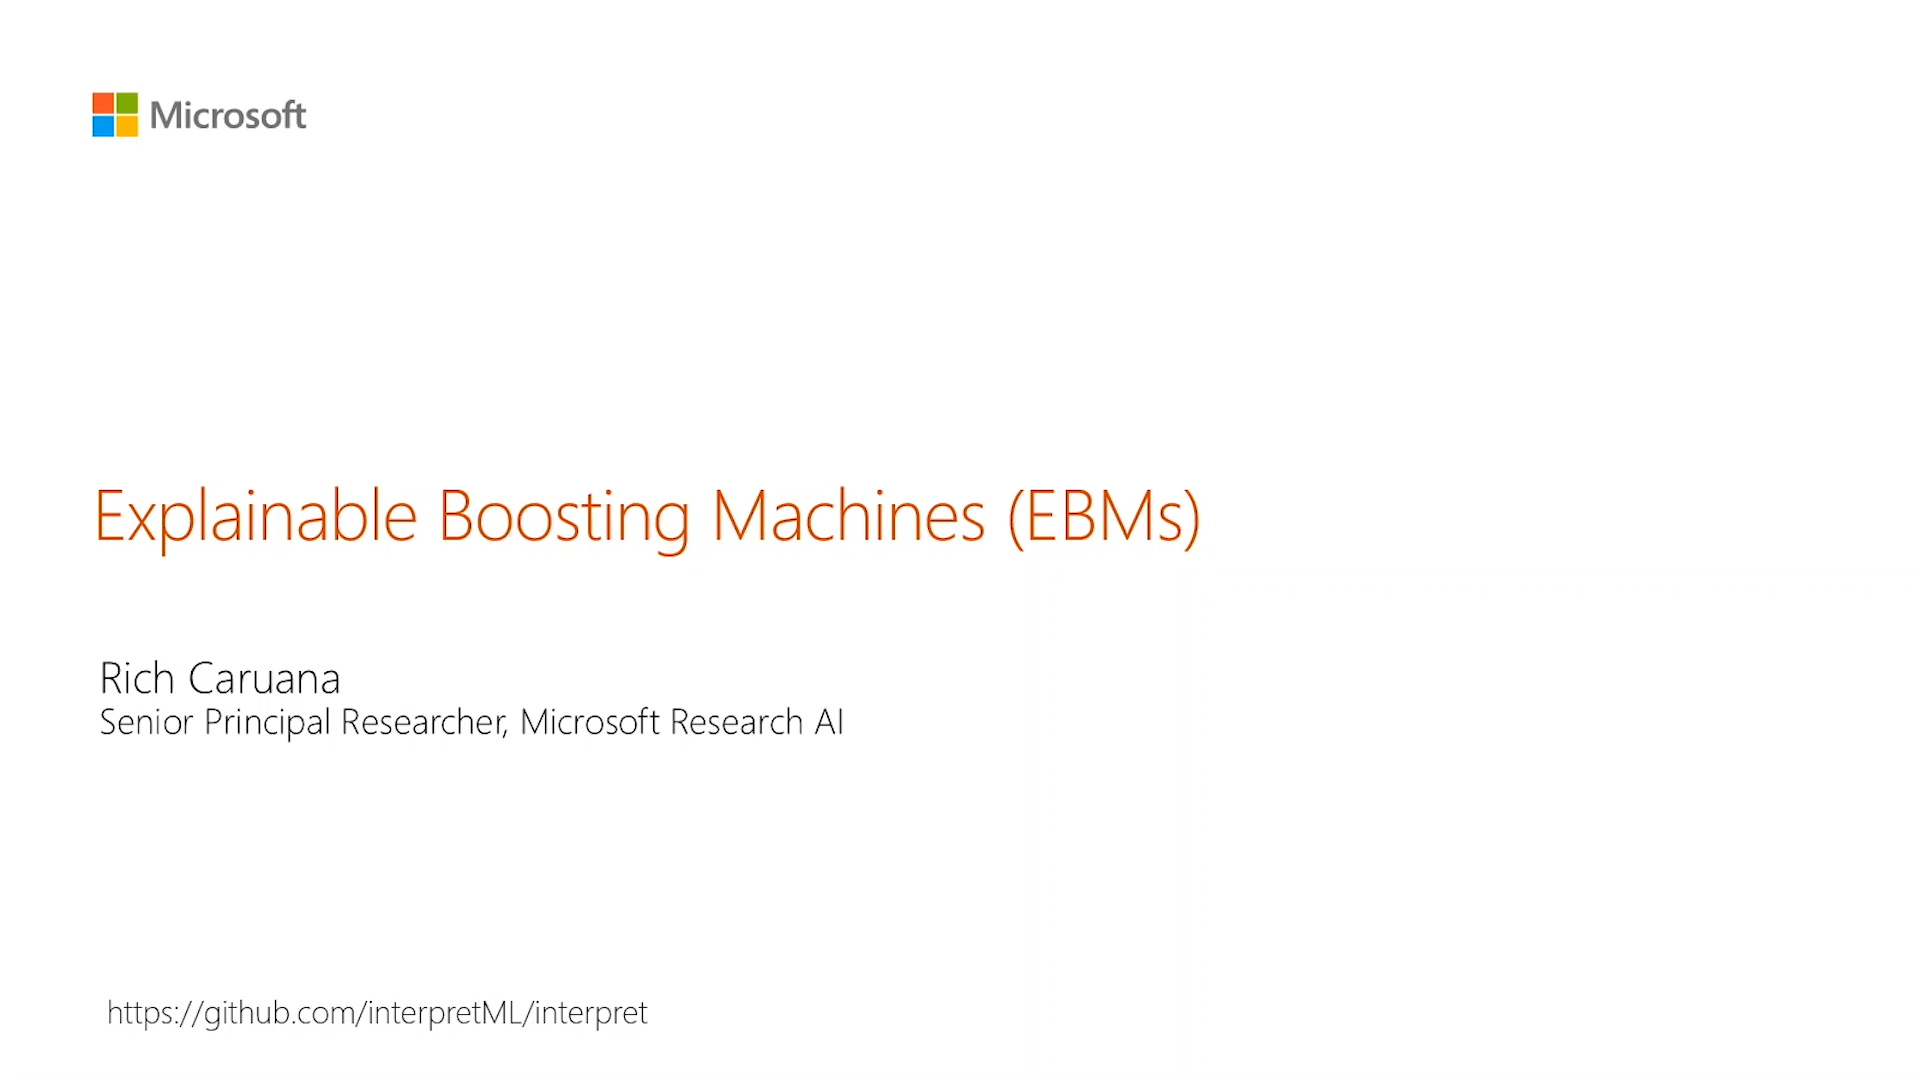 Microsoft
Explainable Boosting Machines (EBMs)
Rich Caruana
Senior Principal Researcher, Microsoft Research AI
https://github.com/interpretML/interpret